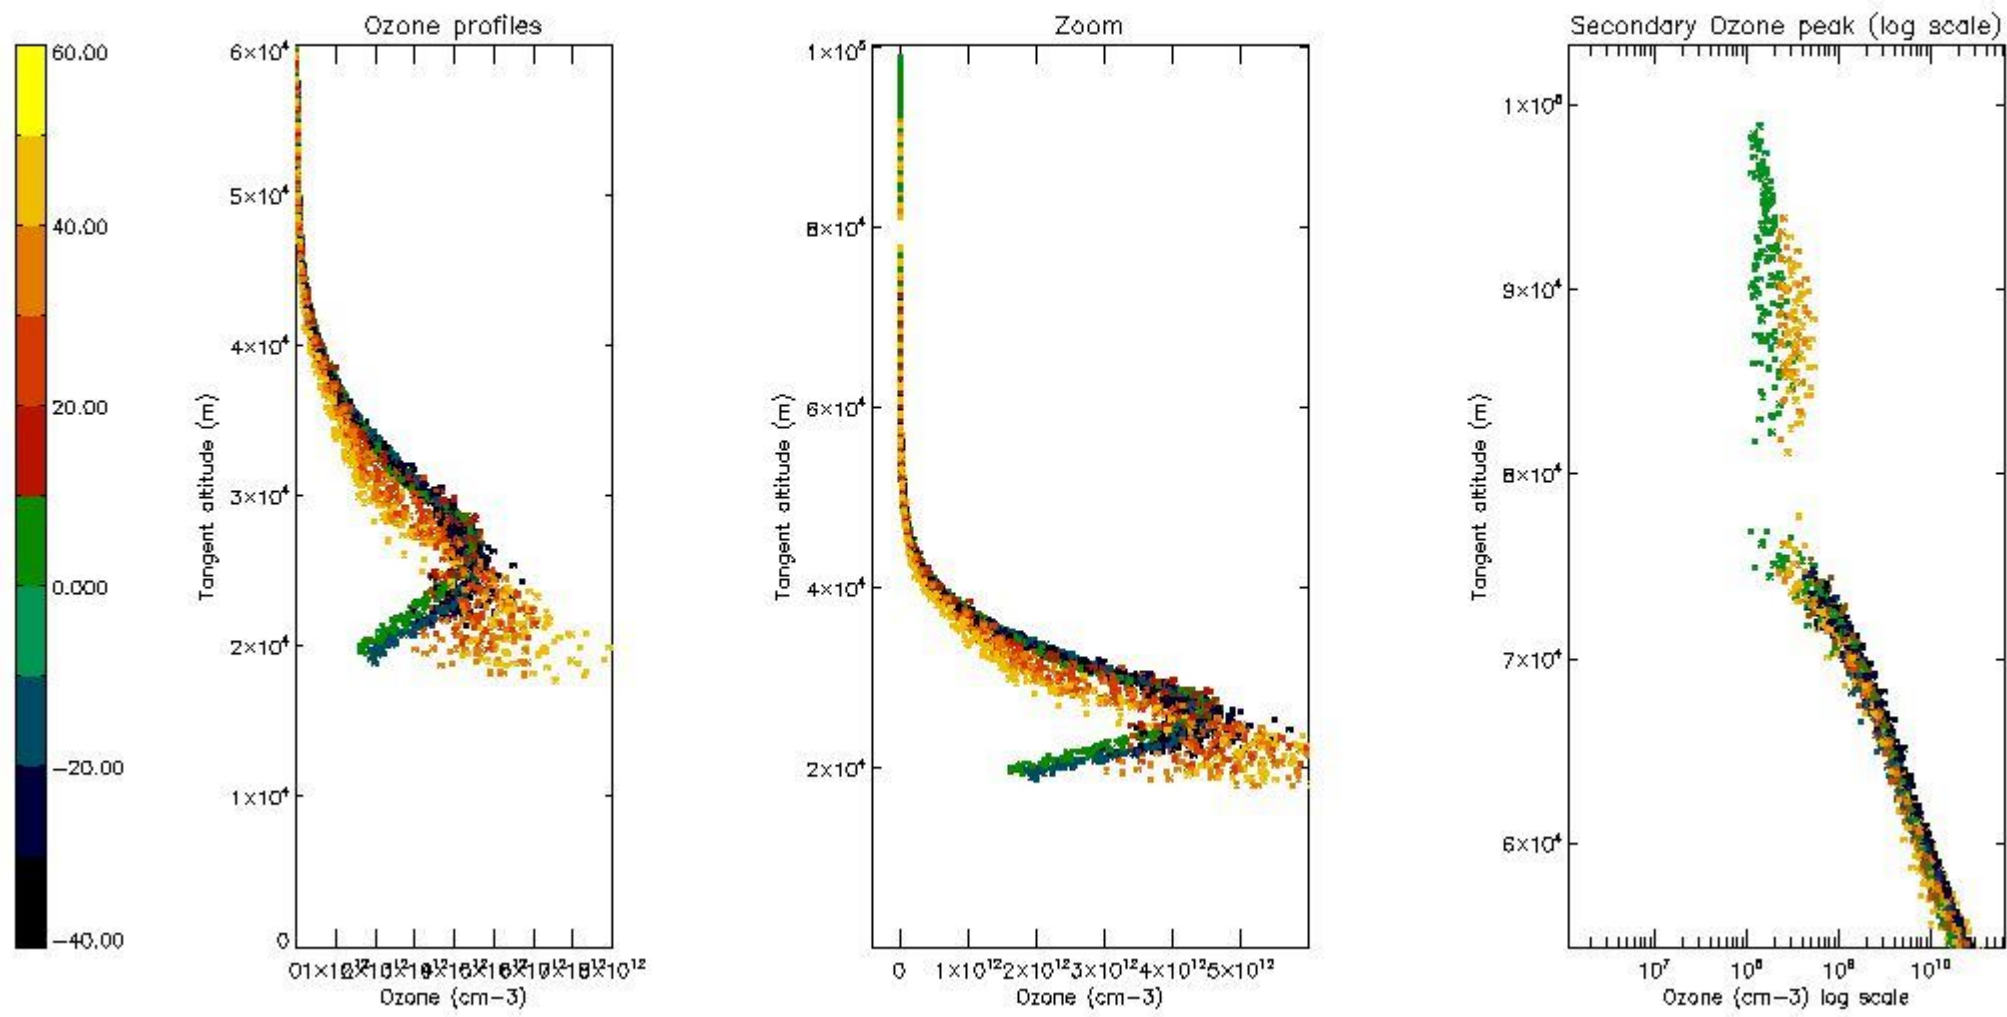 Ozone profiles
Zoom
Secondary Ozone peak (log scale)
60.00
40.00
20.00
0.000
−20.00
−40.00
6×10⁴
5×10⁴
4×10⁴
3×10⁴
2×10⁴
1×10⁴
0
Tangent altitude (m)
Ozone (cm−3)
1×10⁵
8×10⁴
6×10⁴
4×10⁴
2×10⁴
Tangent altitude (m)
0 1×10¹² 2×10¹² 3×10¹² 4×10¹² 5×10¹²
Ozone (cm−3)
9×10⁴
8×10⁴
7×10⁴
6×10⁴
Tangent altitude (m)
10⁷ 10⁸ 10⁹ 10¹⁰
Ozone (cm−3) log scale